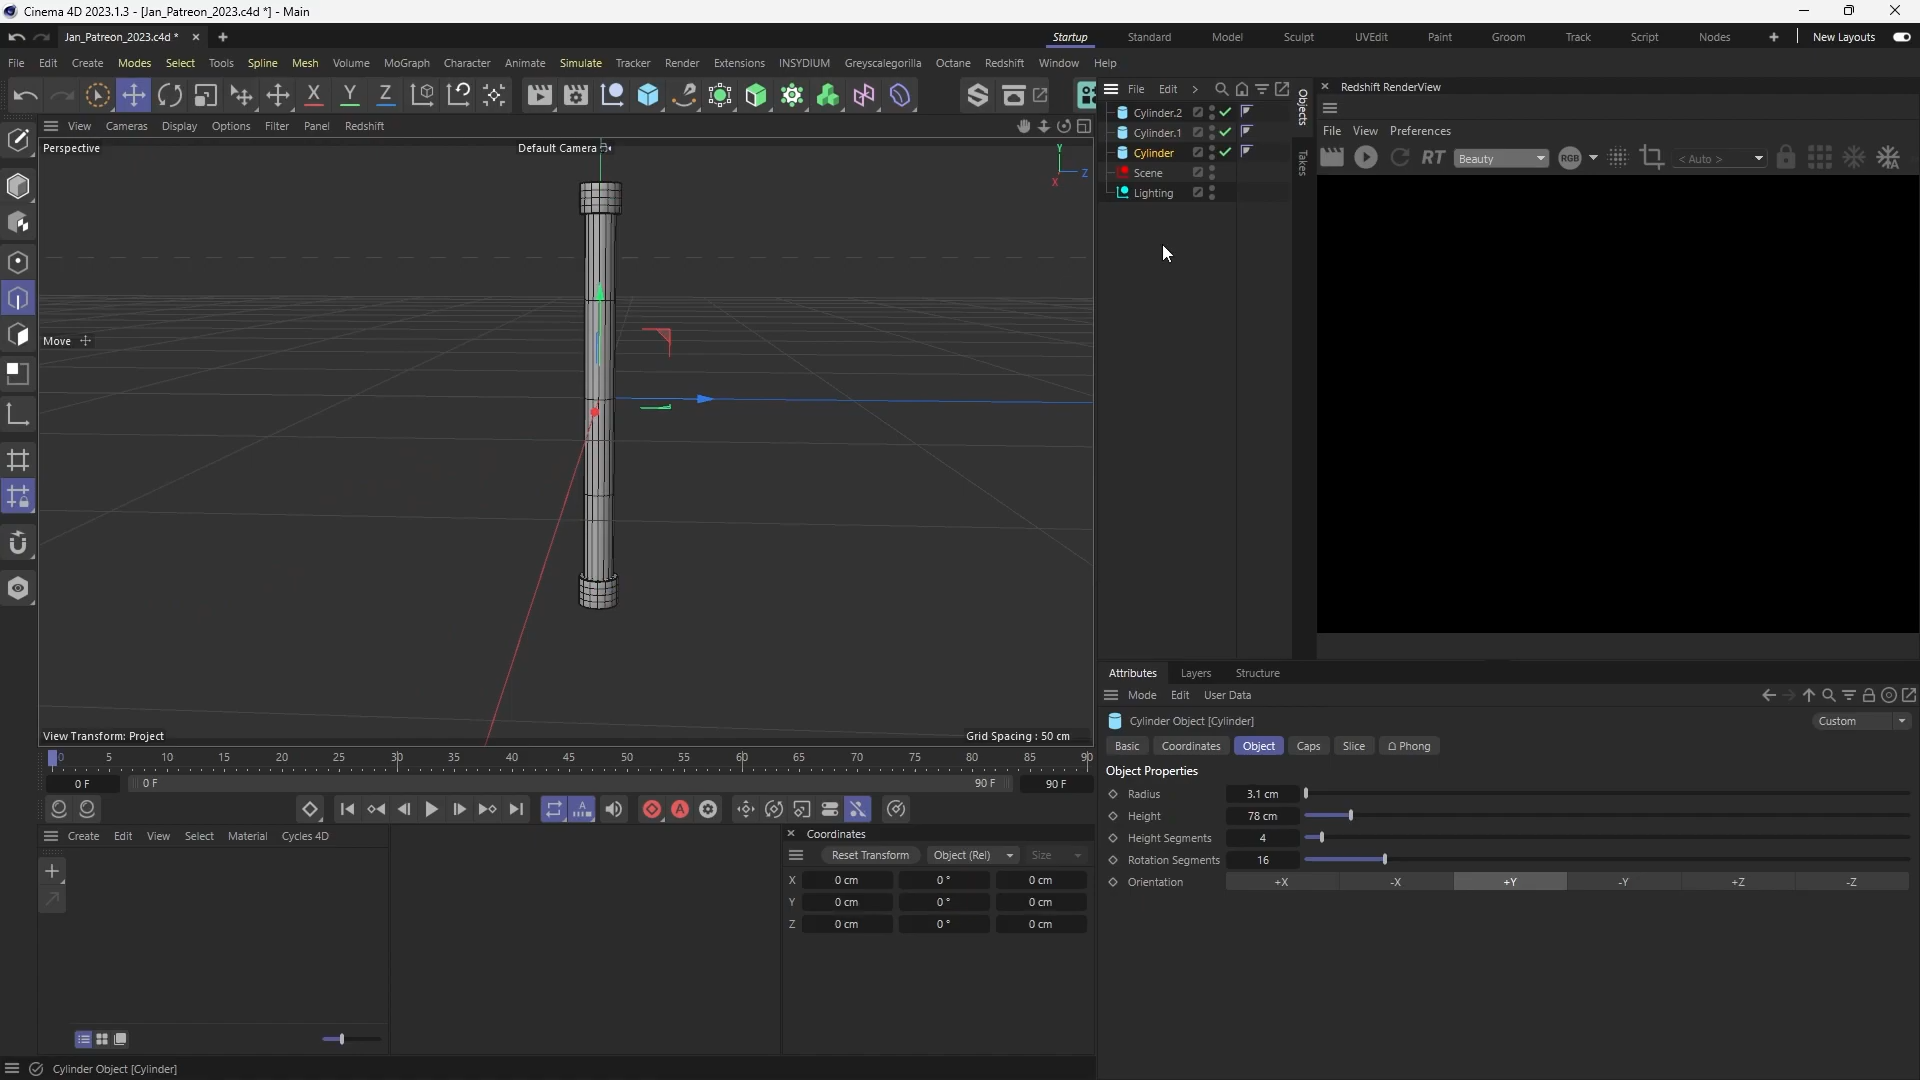 Cinema 4D 2023.1.3 - [Jan_Patreon_2023.c4d *] - Main
Jan_Patreon_2023.c4d *
Startup Standard Model Sculpt UVEdit Paint Groom Track Script Nodes New Layouts
File Edit Create Modes Select Tools Spline Mesh Volume MoGraph Character Animate Simulate Tracker Render Extensions INSYDIUM Greyscalegorilla Octane Redshift Window Help
X Y Z
View Cameras Display Options Filter Panel Redshift
Perspective
Default Camera
Y
Z
X
Move
View Transform: Project
Grid Spacing : 50 cm
File Edit
Cylinder.2
Cylinder.1
Cylinder
Scene
Lighting
Objects
Takes
Redshift RenderView
File View Preferences
RT Beauty RGB < Auto >
0 5 10 15 20 25 30 35 40 45 50 55 60 65 70 75 80 85 90
0 F 0 F 90 F 90 F
Create Edit View Select Material Cycles 4D
Coordinates
Reset Transform Object (Rel) Size
X 0 cm 0 ° 0 cm
Y 0 cm 0 ° 0 cm
Z 0 cm 0 ° 0 cm
Attributes Layers Structure
Mode Edit User Data
Cylinder Object [Cylinder]
Custom
Basic Coordinates Object Caps Slice Phong
Object Properties
Radius 3.1 cm
Height 78 cm
Height Segments 4
Rotation Segments 16
Orientation +X -X +Y -Y +Z -Z
Cylinder Object [Cylinder]